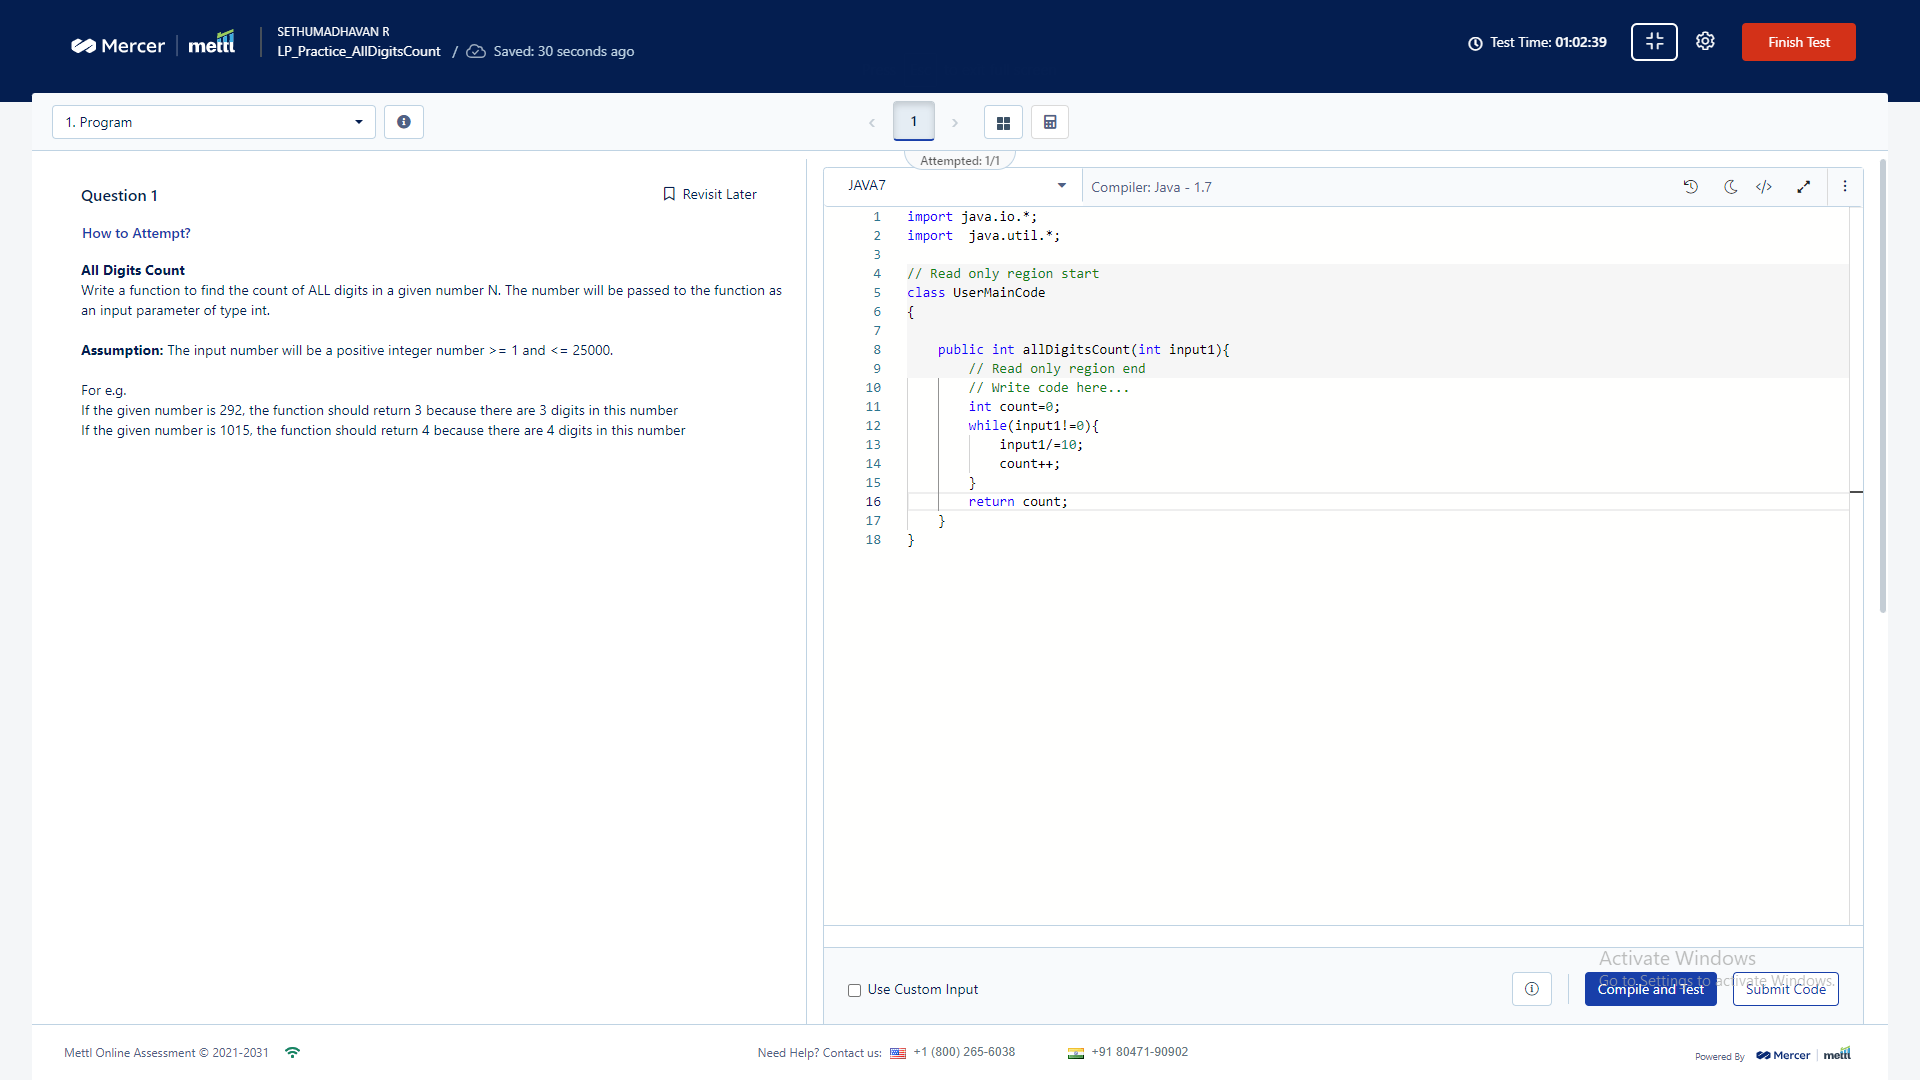 Mercer | mettl
SETHUMADHAVAN R
LP_Practice_AllDigitsCount / Saved: 30 seconds ago
Test Time: 01:02:39
Finish Test
1. Program
1
Attempted: 1/1
Question 1
Revisit Later
How to Attempt?
All Digits Count
Write a function to find the count of ALL digits in a given number N. The number will be passed to the function as
an input parameter of type int.
Assumption: The input number will be a positive integer number >= 1 and <= 25000.
For e.g.
If the given number is 292, the function should return 3 because there are 3 digits in this number
If the given number is 1015, the function should return 4 because there are 4 digits in this number
JAVA7
Compiler: Java - 1.7
1 import java.io.*;
2 import  java.util.*;
3
4 // Read only region start
5 class UserMainCode
6 {
7
8     public int allDigitsCount(int input1){
9         // Read only region end
10         // Write code here...
11         int count=0;
12         while(input1!=0){
13             input1/=10;
14             count++;
15         }
16         return count;
17     }
18 }
Use Custom Input
Compile and Test
Submit Code
Activate Windows
Go to Settings to activate Windows.
Mettl Online Assessment © 2021-2031
Need Help? Contact us: +1 (800) 265-6038
+91 80471-90902
Powered By Mercer | mettl